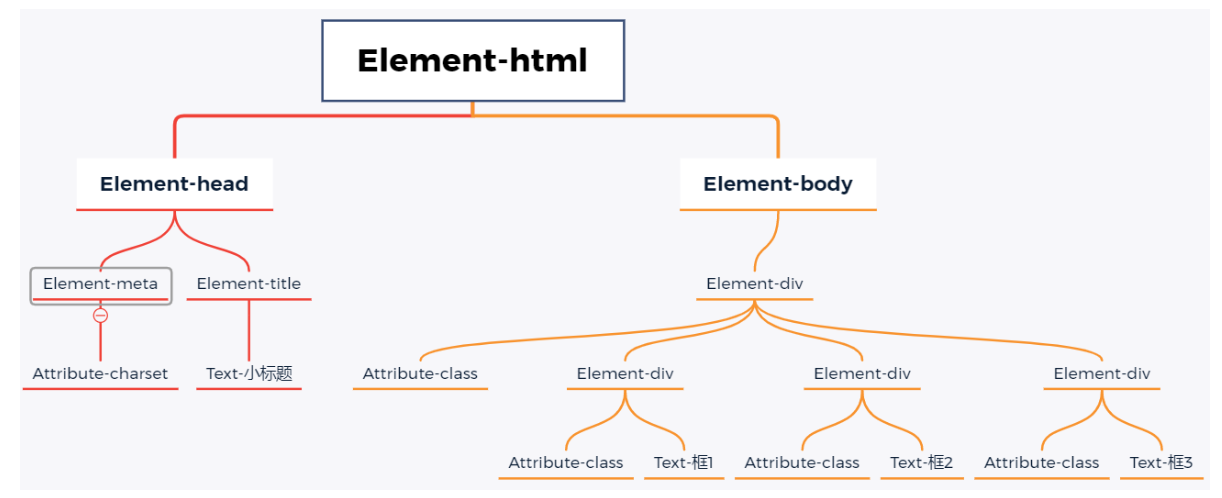 Element-html
Element-head
Element-body
Element-meta
Element-title
Element-div
Attribute-charset
Text-小标题
Attribute-class
Element-div
Element-div
Element-div
Attribute-class
Text-框1
Attribute-class
Text-框2
Attribute-class
Text-框3